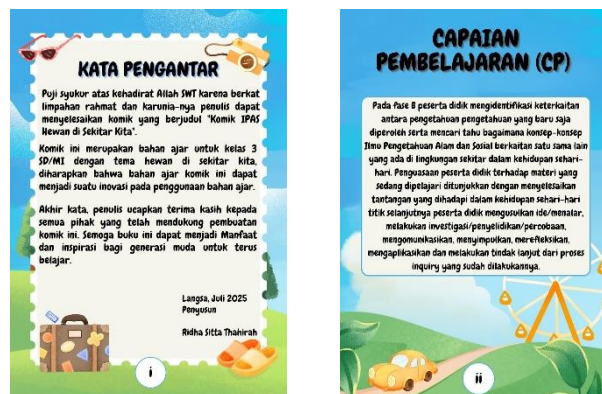 KATA PENGANTAR
Puji syukur atas kehadirat Allah SWT karena berkat
limpahan rahmat dan karunia-nya penulis dapat
menyelesaikan komik yang berjudul "Komik IPAS
Hewan di Sekitar Kita".
Komik ini merupakan bahan ajar untuk kelas 3
SD/MI dengan tema hewan di sekitar kita,
diharapkan bahwa bahan ajar komik ini dapat
menjadi suatu inovasi pada penggunaan bahan ajar.
Akhir kata, penulis ucapkan terima kasih kepada
semua pihak yang telah mendukung pembuatan
komik ini. Semoga buku ini dapat menjadi Manfaat
dan inspirasi bagi generasi muda untuk terus
belajar.
Langsa, Juli 2025
Penyusun
Ridha Sitta Thahirah
i
CAPAIAN
PEMBELAJARAN (CP)
Pada fase B peserta didik mengidentifikasi keterkaitan
antara pengetahuan pengetahuan yang baru saja
diperoleh serta mencari tahu bagaimana konsep-konsep
Ilmu Pengetahuan Alam dan Sosial berkaitan satu sama lain
yang ada di lingkungan sekitar dalam kehidupan sehari-
hari. Penguasaan peserta didik terhadap materi yang
sedang dipelajari ditunjukkan dengan menyelesaikan
tantangan yang dihadapi dalam kehidupan sehari-hari
titik selanjutnya peserta didik mengusulkan ide/menalar,
melakukan investigasi/penyelidikan/percobaan,
mengomunikasikan, menyimpulkan, merefleksikan,
mengaplikasikan dan melakukan tindak lanjut dari proses
inquiry yang sudah dilakukannya.
ii